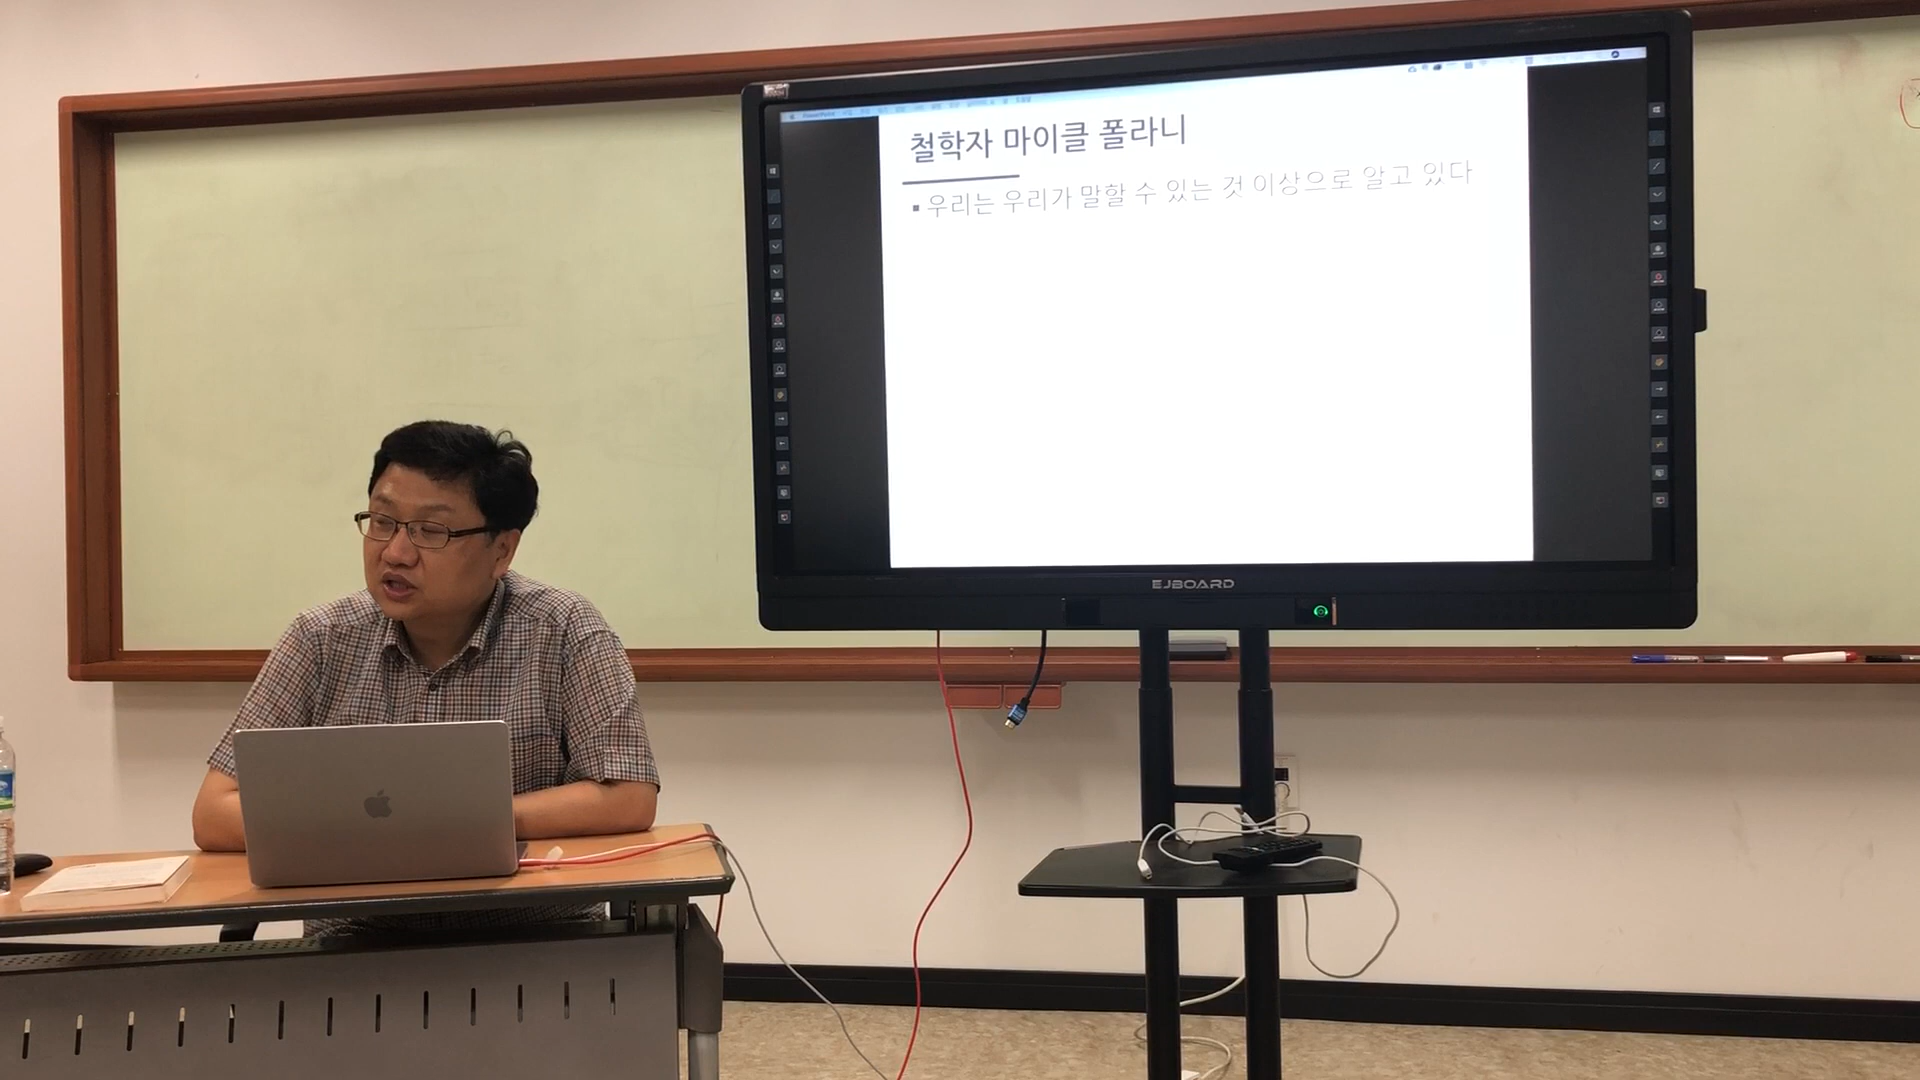 철학자 마이클 폴라니
▪ 우리는 우리가 말할 수 있는 것 이상으로 알고 있다
EJBOARD